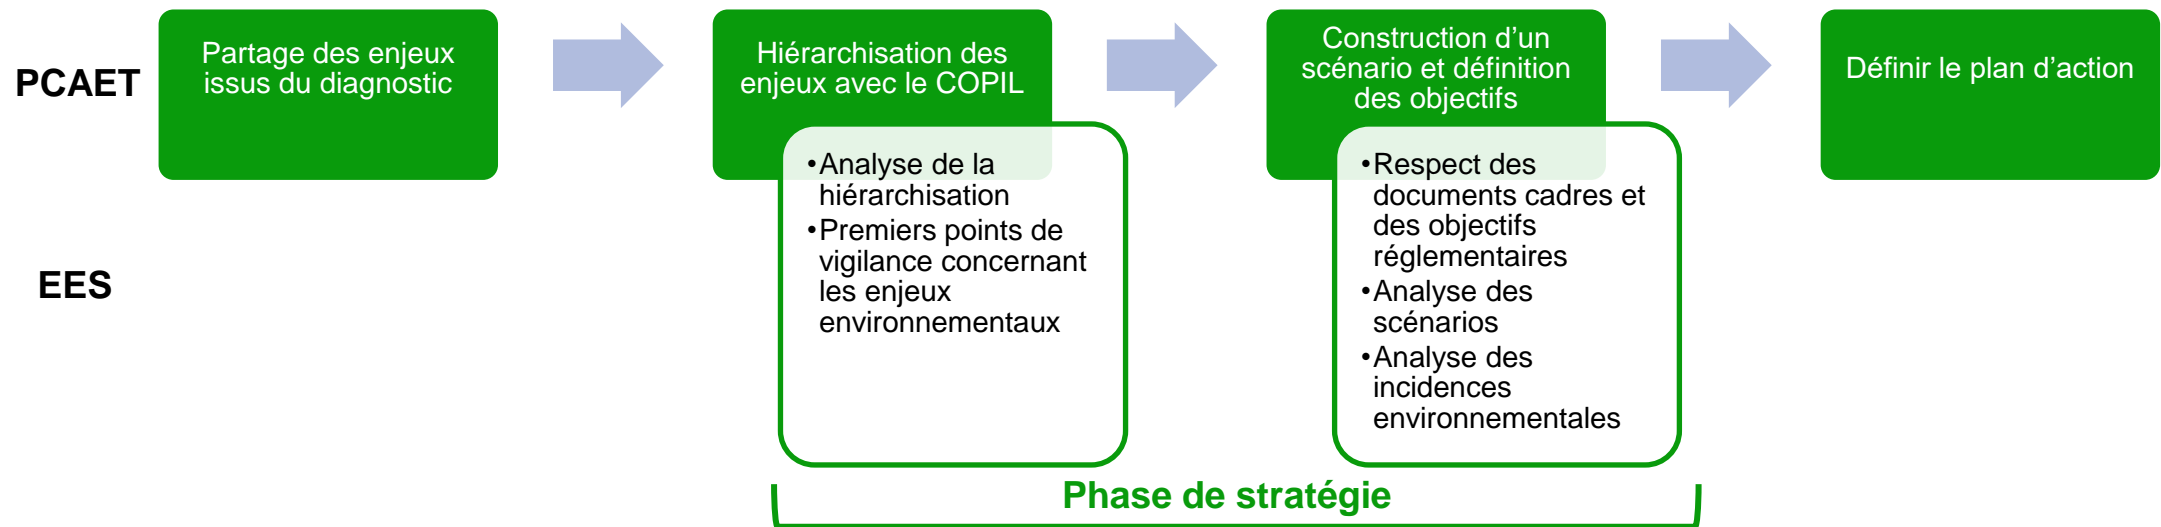 PCAET
Partage des enjeux
issus du diagnostic
Hiérarchisation des
enjeux avec le COPIL
Construction d’un
scénario et définition
des objectifs
Définir le plan d’action
EES
•Analyse de la
hiérarchisation
•Premiers points de
vigilance concernant
les enjeux
environnementaux
•Respect des
documents cadres et
des objectifs
réglementaires
•Analyse des
scénarios
•Analyse des
incidences
environnementales
Phase de stratégie